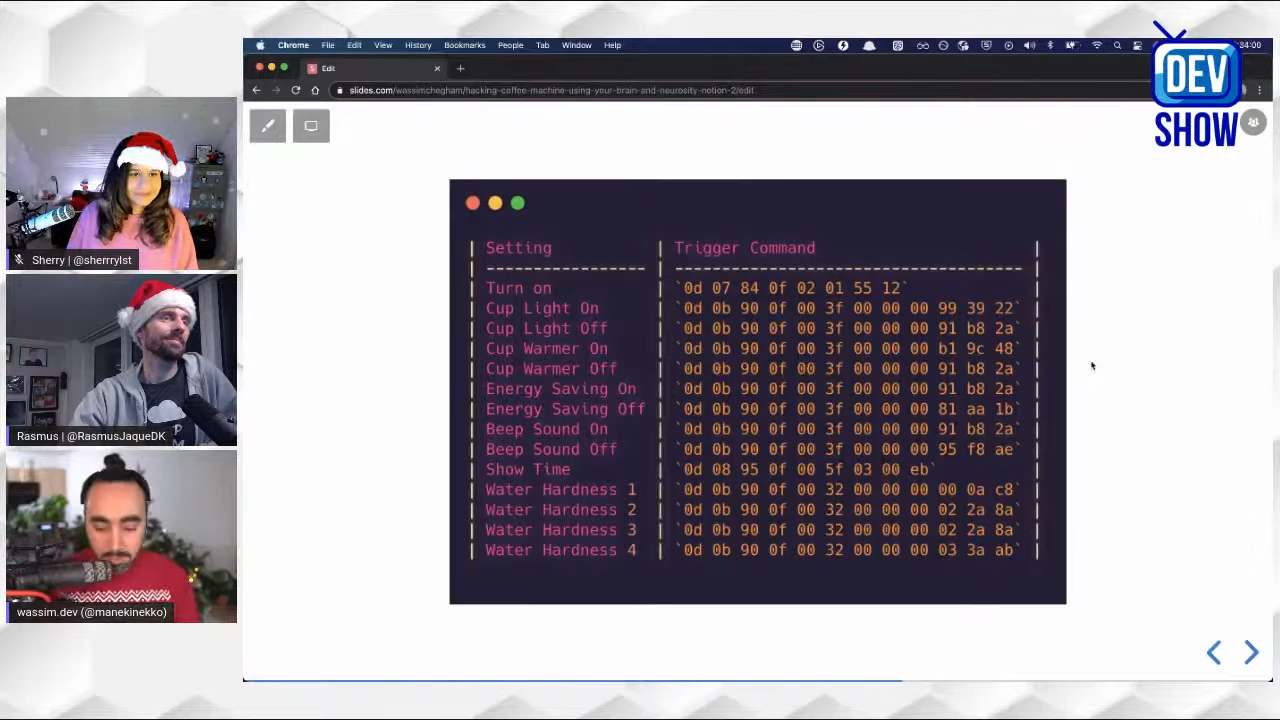 Chrome File Edit View History Bookmarks People Tab Window Help
34:00
Edit
slides.com/wassimchegham/hacking-coffee-machine-using-your-brain-and-neurosity-notion-2/edit
DEV
SHOW
Sherry | @sherrrylst
Rasmus | @RasmusJaqueDK
wassim.dev (@manekinekko)
| Setting | Trigger Command |
| ----------------- | ------------------------------------- |
| Turn on | `0d 07 84 0f 02 01 55 12` |
| Cup Light On | `0d 0b 90 0f 00 3f 00 00 00 99 39 22` |
| Cup Light Off | `0d 0b 90 0f 00 3f 00 00 00 91 b8 2a` |
| Cup Warmer On | `0d 0b 90 0f 00 3f 00 00 00 b1 9c 48` |
| Cup Warmer Off | `0d 0b 90 0f 00 3f 00 00 00 91 b8 2a` |
| Energy Saving On | `0d 0b 90 0f 00 3f 00 00 00 91 b8 2a` |
| Energy Saving Off | `0d 0b 90 0f 00 3f 00 00 00 81 aa 1b` |
| Beep Sound On | `0d 0b 90 0f 00 3f 00 00 00 91 b8 2a` |
| Beep Sound Off | `0d 0b 90 0f 00 3f 00 00 00 95 f8 ae` |
| Show Time | `0d 08 95 0f 00 5f 03 00 eb` |
| Water Hardness 1 | `0d 0b 90 0f 00 32 00 00 00 00 0a c8` |
| Water Hardness 2 | `0d 0b 90 0f 00 32 00 00 00 02 2a 8a` |
| Water Hardness 3 | `0d 0b 90 0f 00 32 00 00 00 02 2a 8a` |
| Water Hardness 4 | `0d 0b 90 0f 00 32 00 00 00 03 3a ab` |